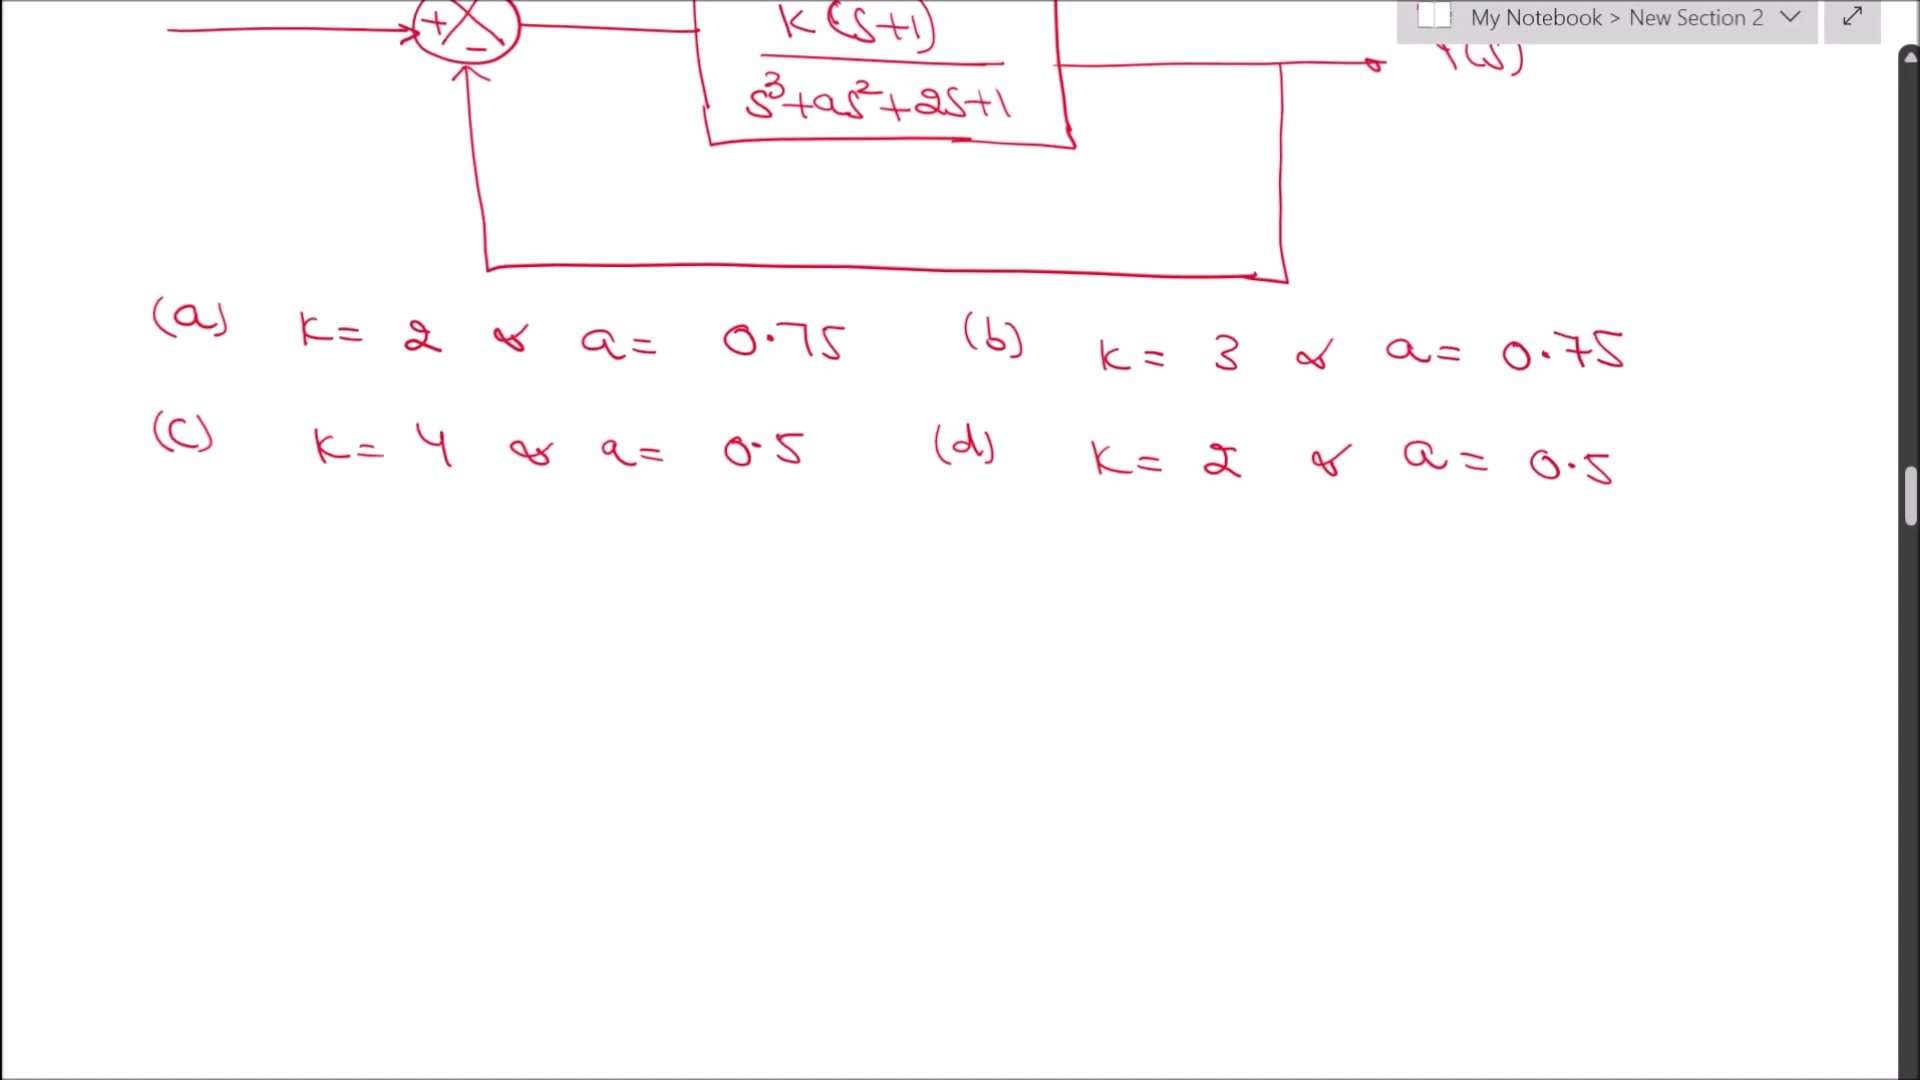 My Notebook > New Section 2
+
K(S+1)
Y(S)
-
S³+aS²+2S+1
(a) K= 2 & a= 0.75 (b) K= 3 & a= 0.75
(c) K= 4 & a= 0.5 (d) K= 2 & a= 0.5